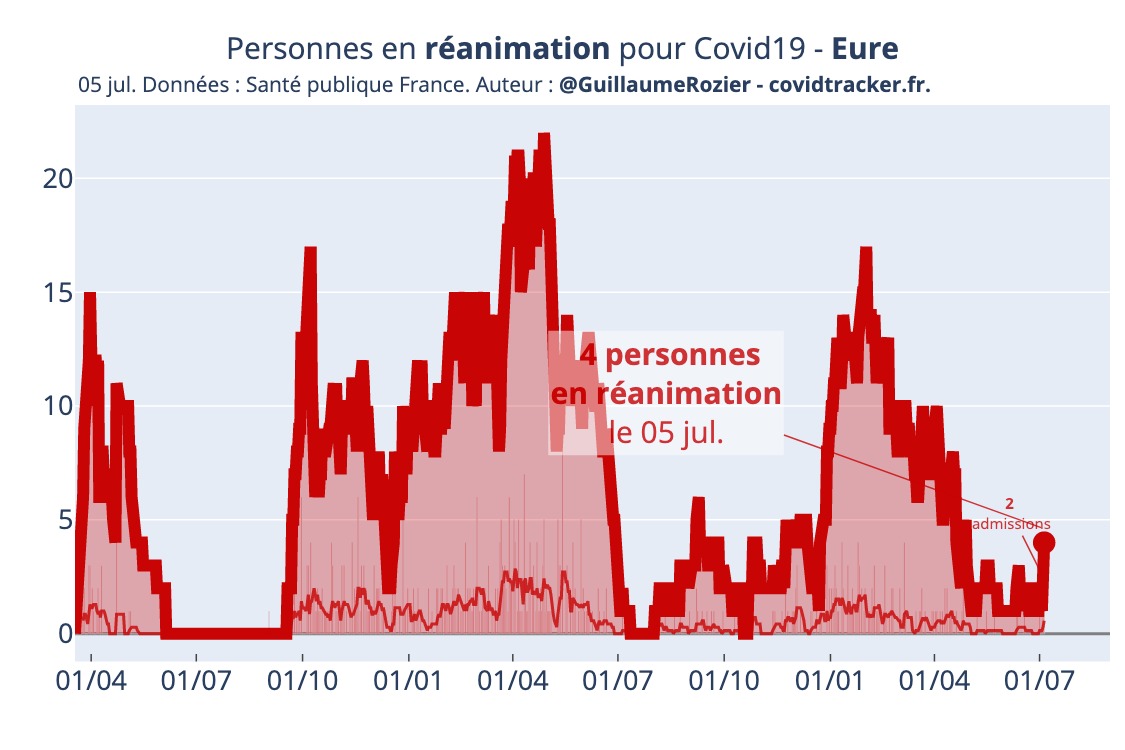 Personnes en réanimation pour Covid19 - Eure
05 jul. Données : Santé publique France. Auteur : @GuillaumeRozier - covidtracker.fr.
20
15
10
5
0
4 personnes
en réanimation
le 05 jul.
2
admissions
01/04 01/07 01/10 01/01 01/04 01/07 01/10 01/01 01/04 01/07